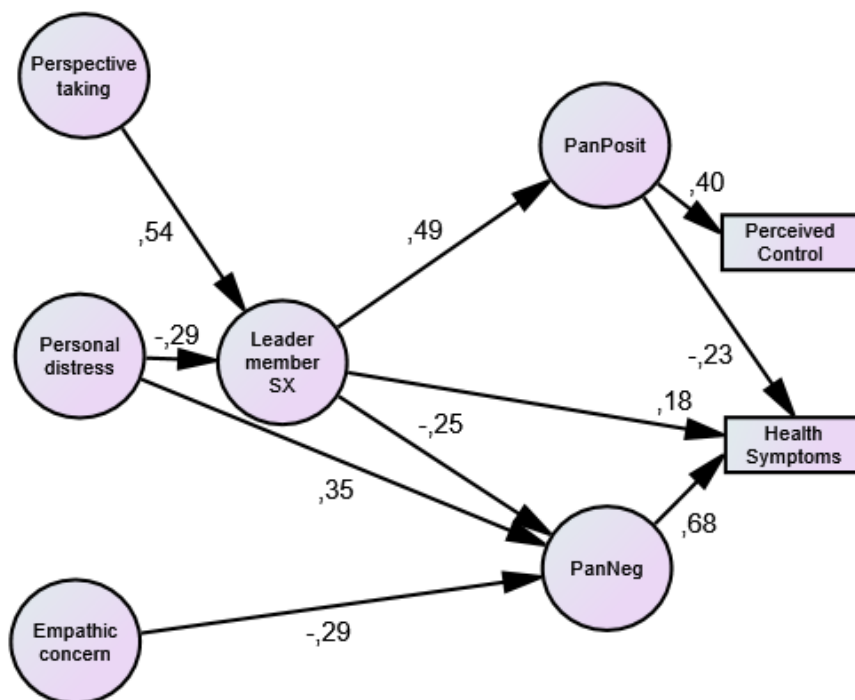 Perspective
taking
PanPosit
,40
Perceived
Control
,54
,49
Personal
distress
-,29
Leader
member
SX
-,23
,18
Health
Symptoms
-,25
,35
,68
PanNeg
Empathic
concern
-,29